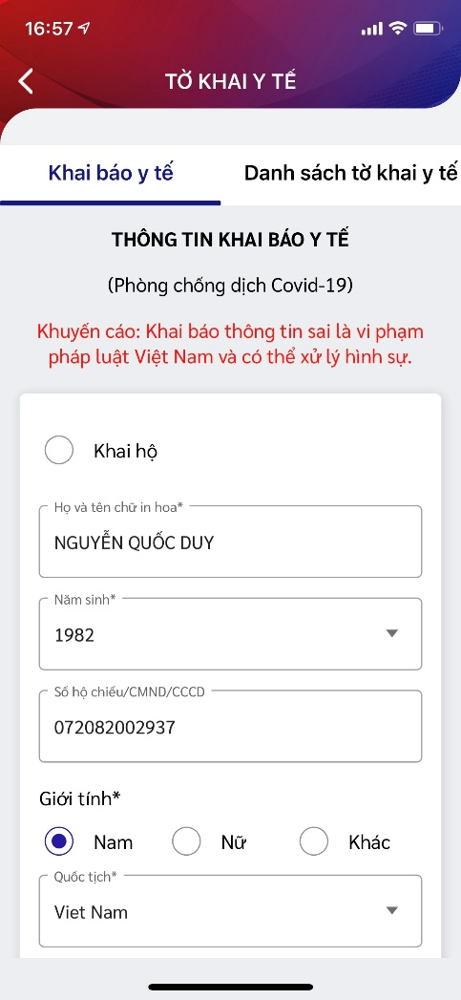 16:57
TỜ KHAI Y TẾ
Khai báo y tế
Danh sách tờ khai y tế
THÔNG TIN KHAI BÁO Y TẾ
(Phòng chống dịch Covid-19)
Khuyến cáo: Khai báo thông tin sai là vi phạm
pháp luật Việt Nam và có thể xử lý hình sự.
Khai hộ
Họ và tên chữ in hoa*
NGUYỄN QUỐC DUY
Năm sinh*
1982
Số hộ chiếu/CMND/CCCD
072082002937
Giới tính*
Nam Nữ Khác
Quốc tịch*
Viet Nam